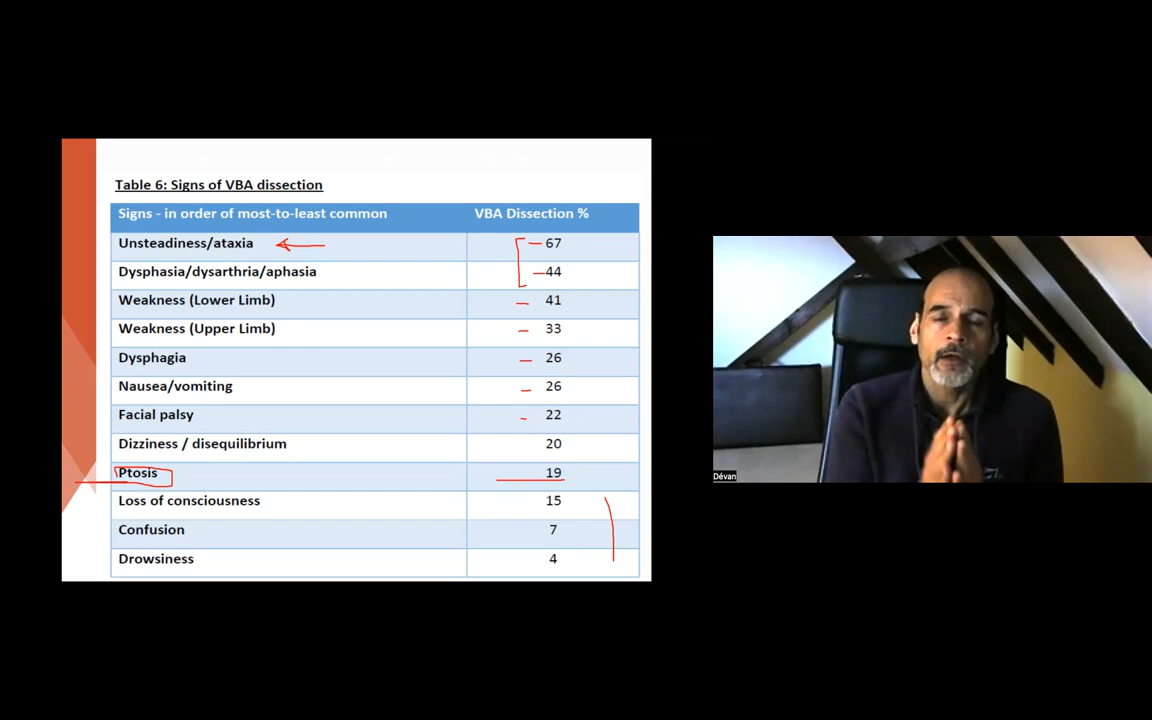 Table 6: Signs of VBA dissection
Signs - in order of most-to-least common VBA Dissection %
Unsteadiness/ataxia 67
Dysphasia/dysarthria/aphasia 44
Weakness (Lower Limb) 41
Weakness (Upper Limb) 33
Dysphagia 26
Nausea/vomiting 26
Facial palsy 22
Dizziness / disequilibrium 20
Ptosis 19
Loss of consciousness 15
Confusion 7
Drowsiness 4
Dévan